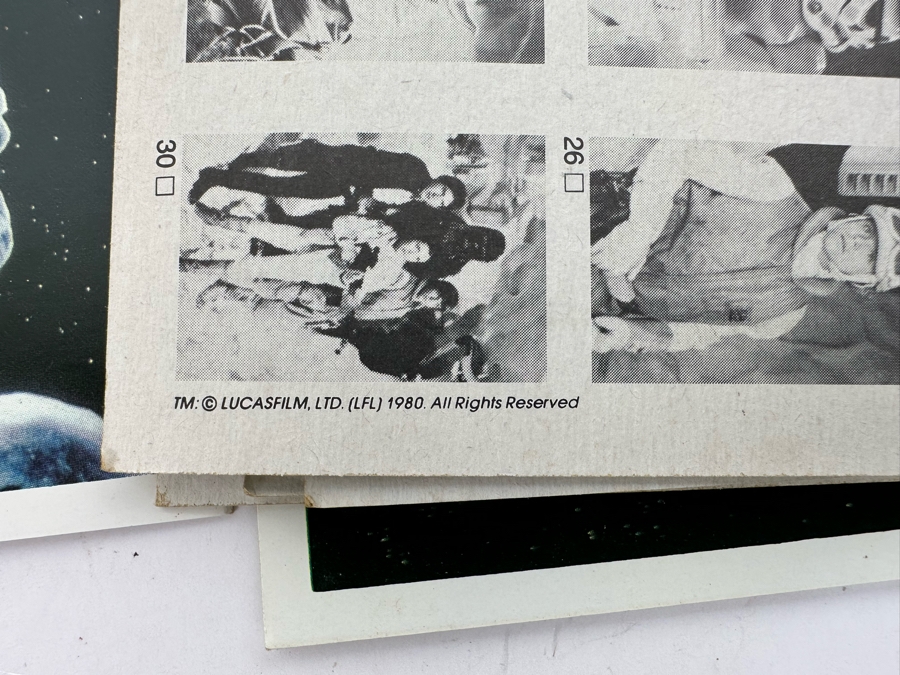 30 □
26 □
TM: © LUCASFILM, LTD. (LFL) 1980. All Rights Reserved